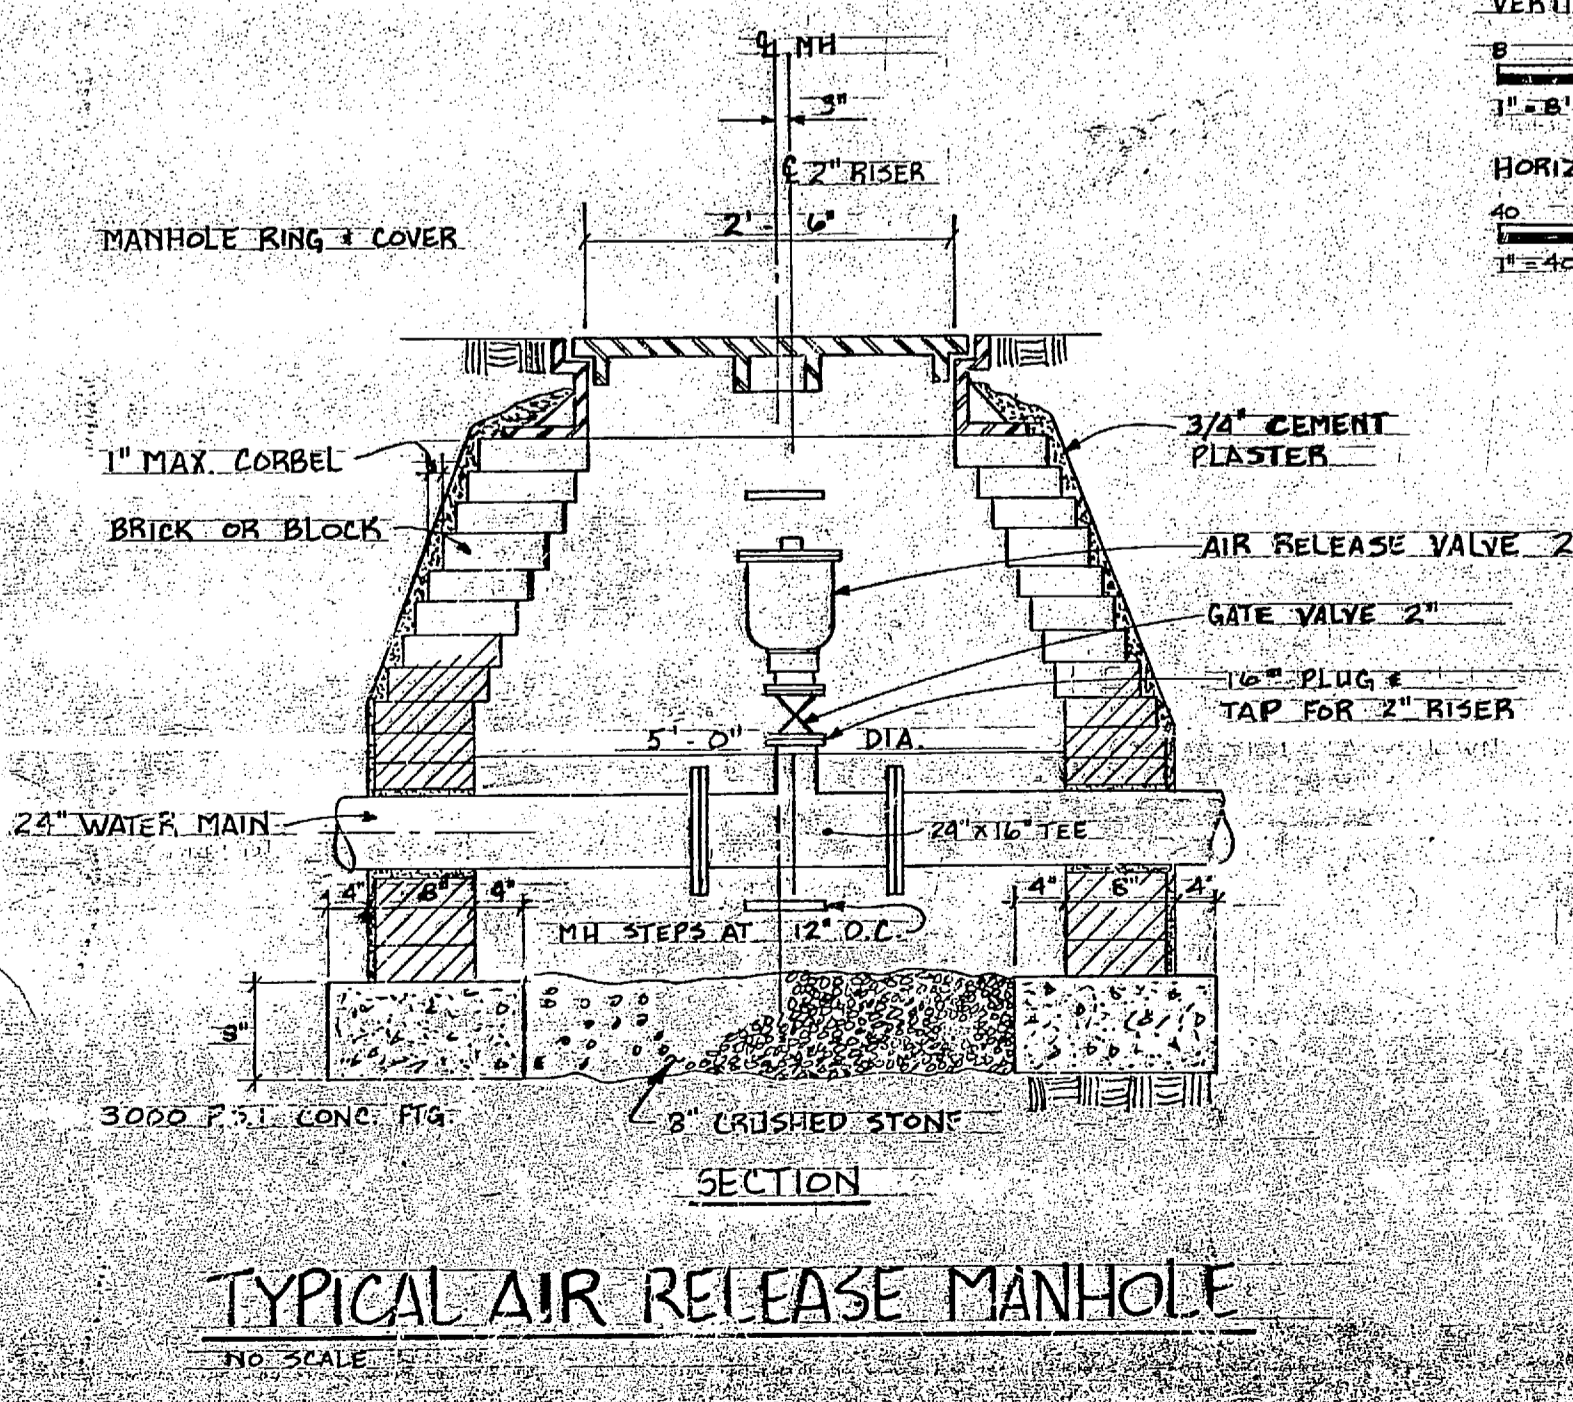 ℄ MH
3"
℄ 2" RISER
2' - 6"
MANHOLE RING & COVER
8
1" = 8'
40
1" = 40
1" MAX. CORBEL
3/4" CEMENT
PLASTER
BRICK OR BLOCK
AIR RELEASE VALVE 2
GATE VALVE 2"
16" PLUG &
TAP FOR 2" RISER
5' - 0" DIA.
24" WATER MAIN
24" X 16" TEE
4" 8" 4"
4" 8" 4"
MH STEPS AT 12" O.C.
8"
3000 P.S.I. CONC. FTG.
8" CRUSHED STONE
SECTION
TYPICAL AIR RELEASE MANHOLE
NO SCALE